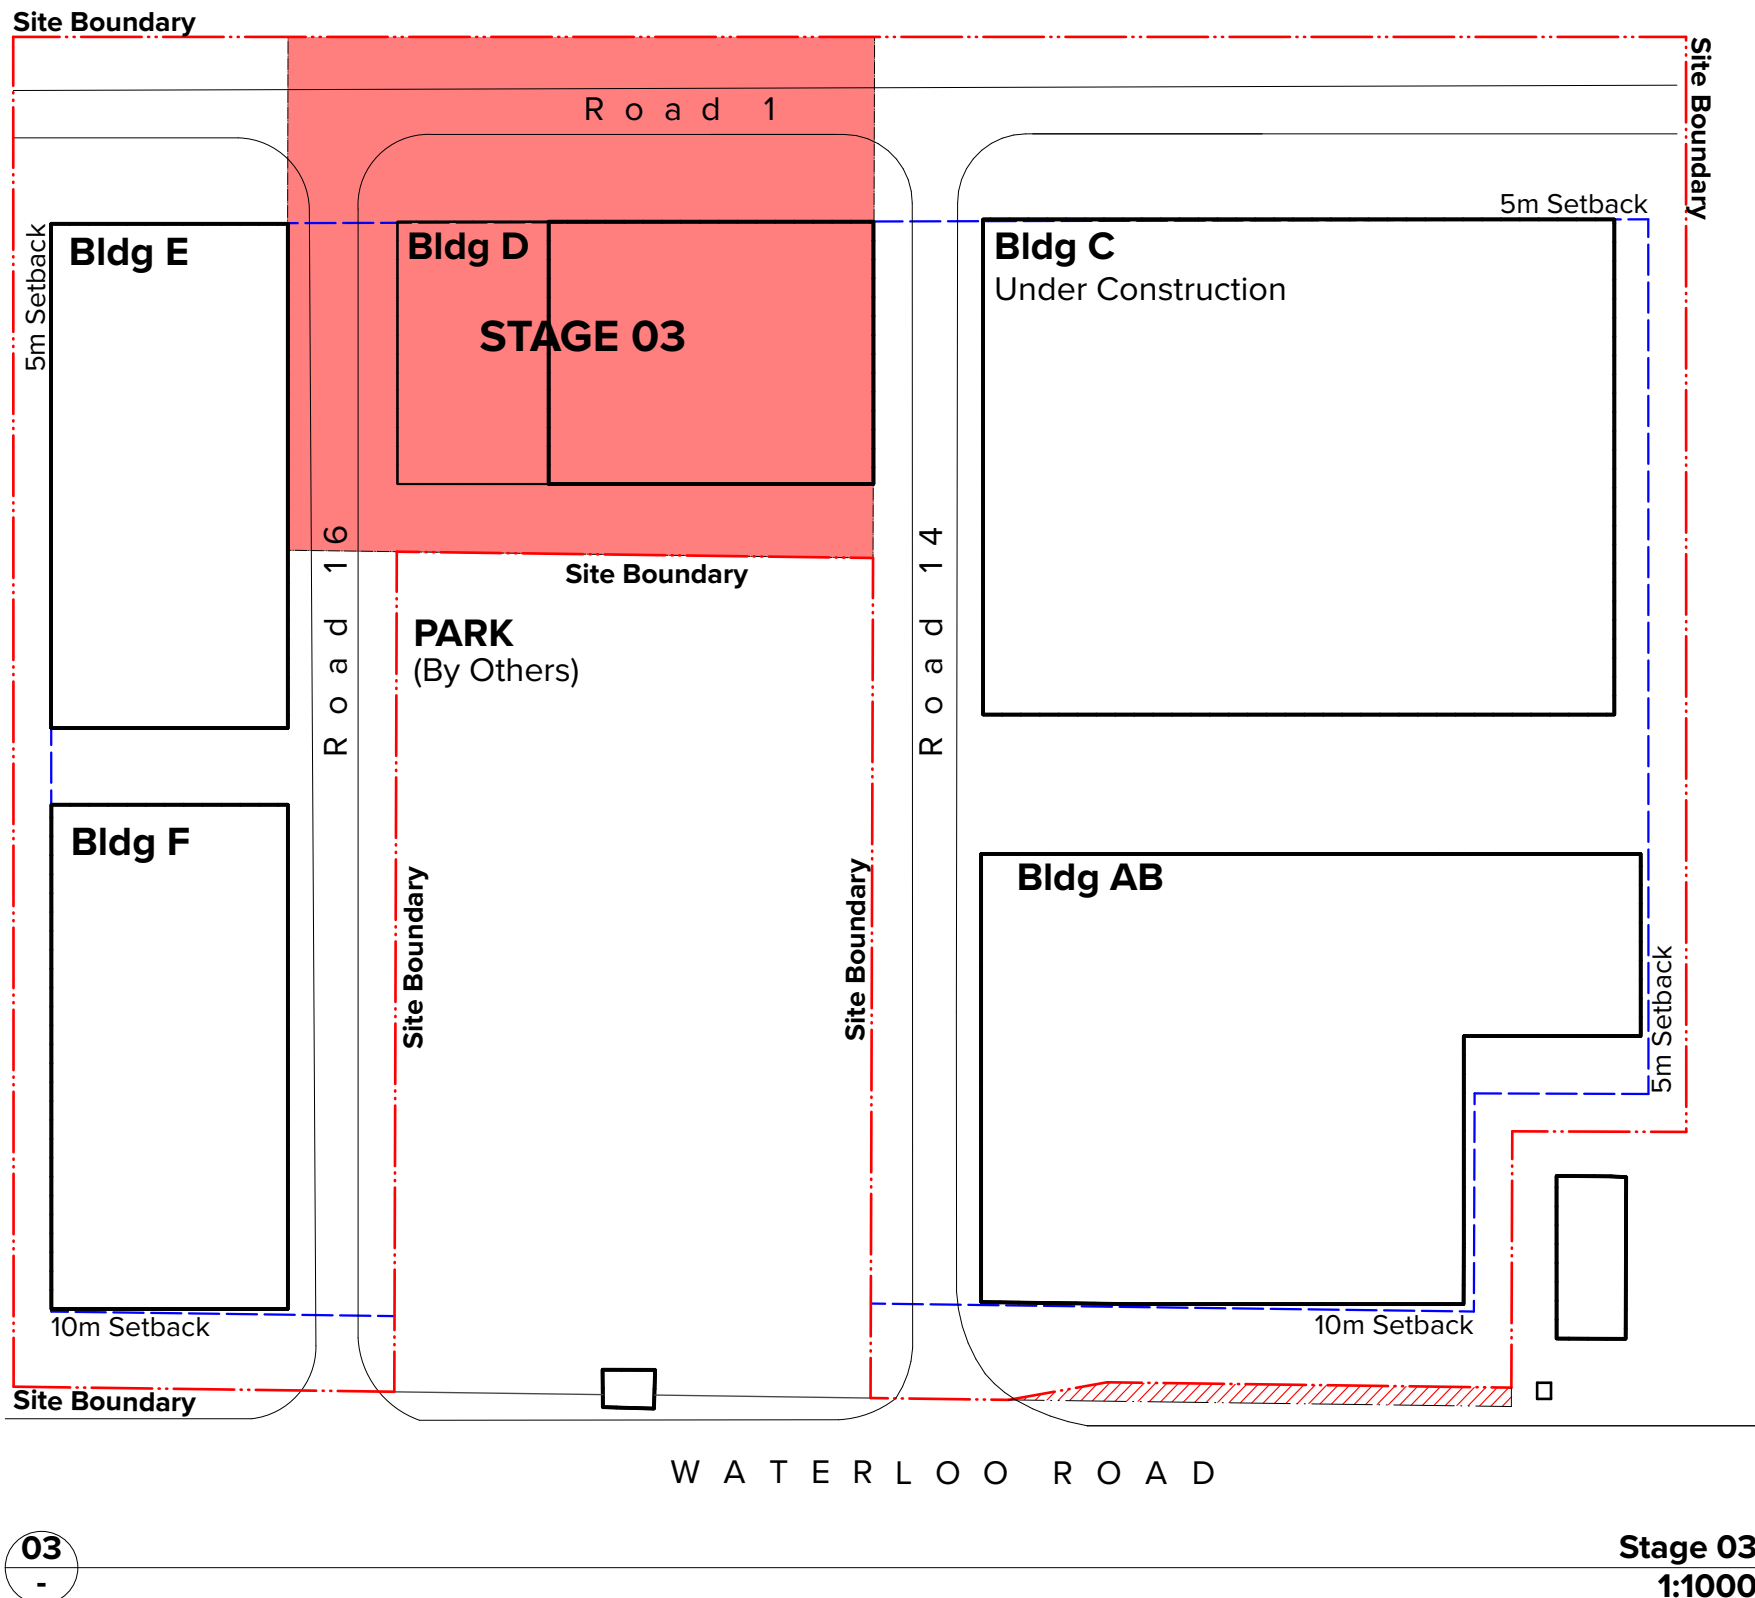 Site Boundary
Site Boundary
Road 1
5m Setback
5m Setback
Bldg E
Bldg D
Bldg C
Under Construction
STAGE 03
Road 16
Road 14
Site Boundary
PARK
(By Others)
Bldg F
Bldg AB
Site Boundary
Site Boundary
5m Setback
10m Setback
10m Setback
Site Boundary
WATERLOO ROAD
03
-
Stage 03
1:1000